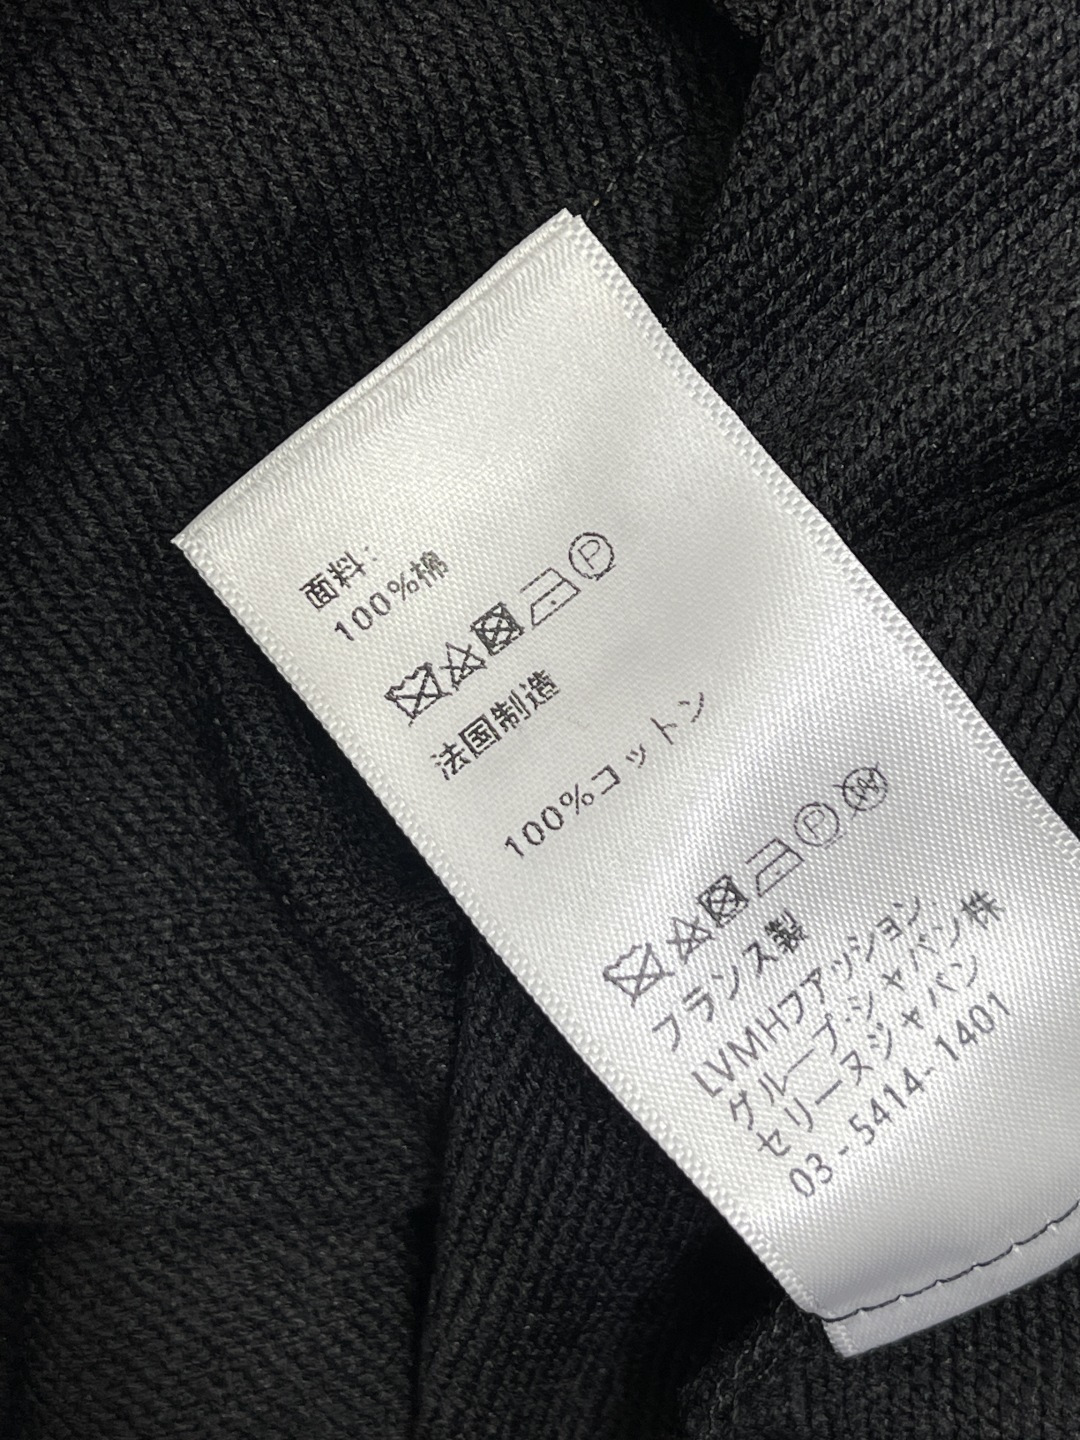 面料:
100%棉
法国制造
100%コットン
フランス製
LVMHファッション.
グループ.ジャパン株
セリーヌジャパン
03-5414-1401